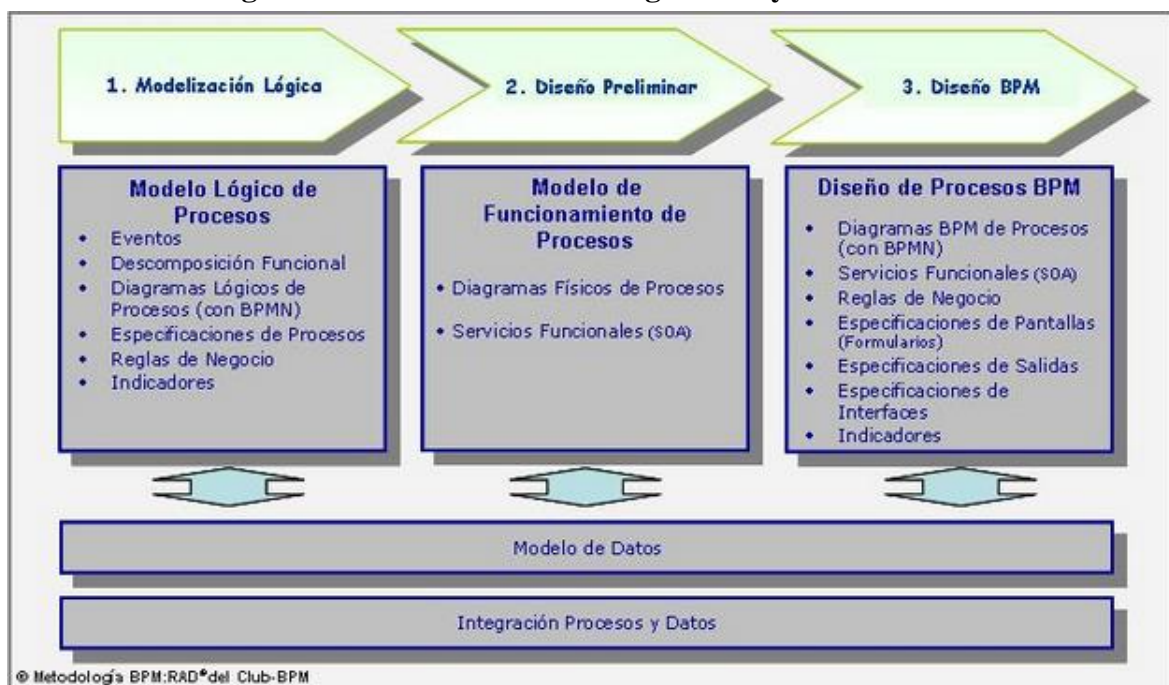 1. Modelización Lógica
2. Diseño Preliminar
3. Diseño BPM
Modelo Lógico de
Procesos
• Eventos
• Descomposición Funcional
• Diagramas Lógicos de
Procesos (con BPMN)
• Especificaciones de Procesos
• Reglas de Negocio
• Indicadores
Modelo de
Funcionamiento de
Procesos
• Diagramas Físicos de Procesos
• Servicios Funcionales (SOA)
Diseño de Procesos BPM
• Diagramas BPM de Procesos
(con BPMN)
• Servicios Funcionales (SOA)
• Reglas de Negocio
• Especificaciones de Pantallas
(Formularios)
• Especificaciones de Salidas
• Especificaciones de
Interfaces
• Indicadores
Modelo de Datos
Integración Procesos y Datos
© Metodología BPM:RAD® del Club-BPM